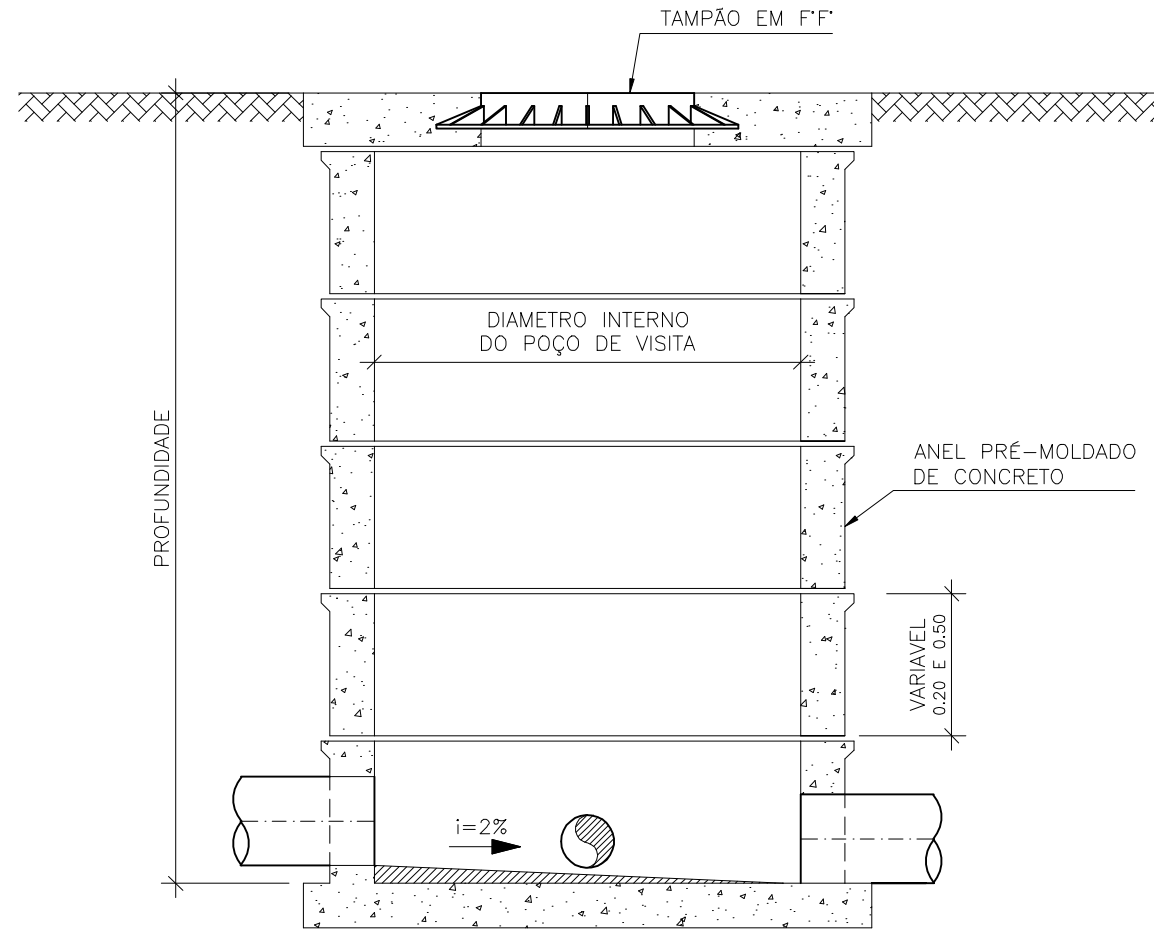 TAMPÃO EM F°F°
DIAMETRO INTERNO
DO POÇO DE VISITA
PROFUNDIDADE
ANEL PRÉ-MOLDADO
DE CONCRETO
VARIAVEL
0.20 E 0.50
i=2%